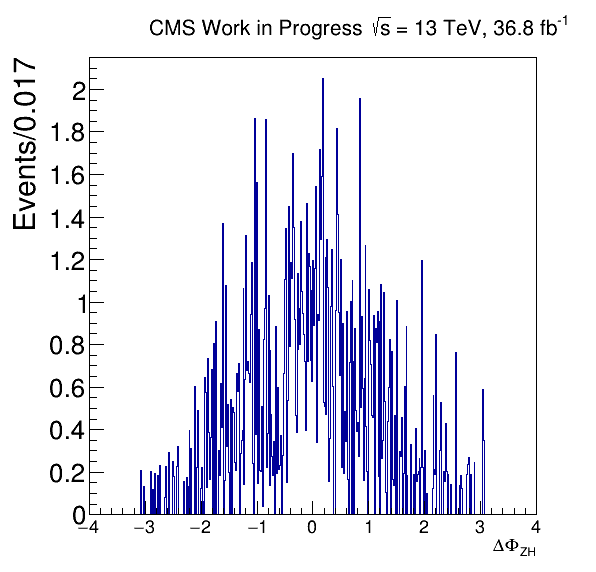 CMS Work in Progress √s = 13 TeV, 36.8 fb⁻¹
Events/0.017
2
1.8
1.6
1.4
1.2
1
0.8
0.6
0.4
0.2
0
−4 −3 −2 −1 0 1 2 3 4
ΔΦ_ZH